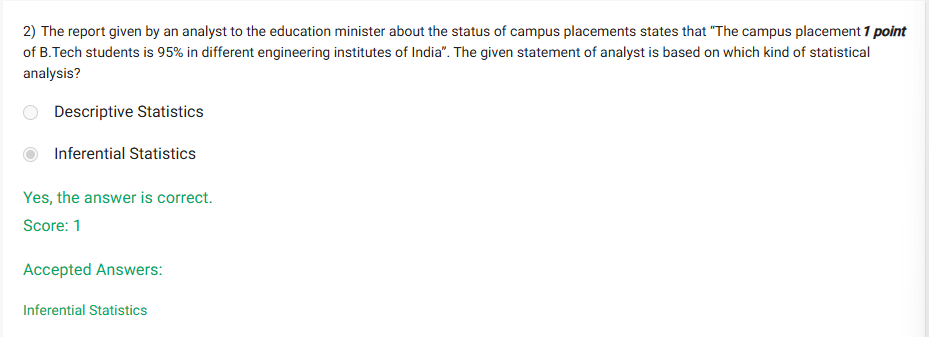 2) The report given by an analyst to the education minister about the status of campus placements states that “The campus placement 1 point
of B.Tech students is 95% in different engineering institutes of India”. The given statement of analyst is based on which kind of statistical
analysis?
Descriptive Statistics
Inferential Statistics
Yes, the answer is correct.
Score: 1
Accepted Answers:
Inferential Statistics